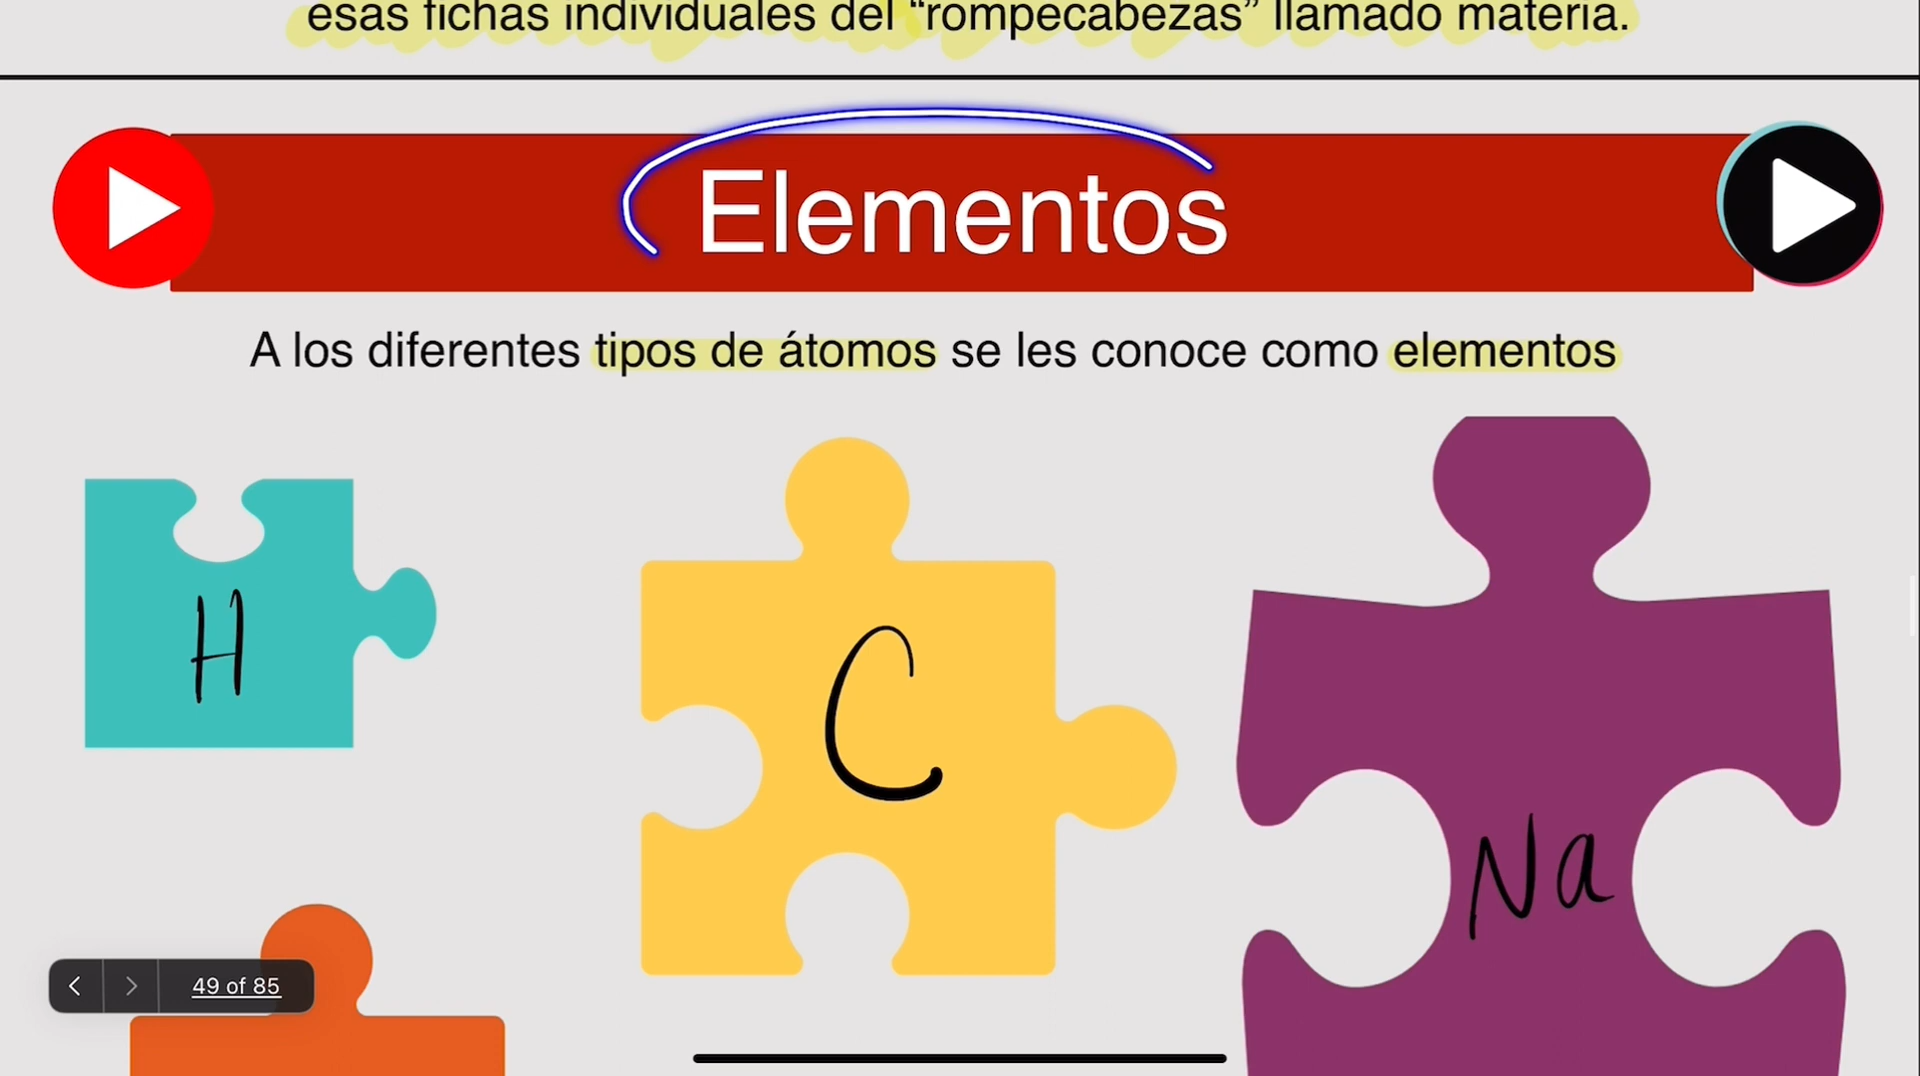 esas fichas individuales del “rompecabezas” llamado materia.
Elementos
A los diferentes tipos de átomos se les conoce como elementos
H
C
Na
49 of 85